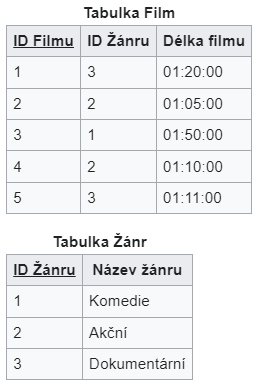 Tabulka Film
ID Filmu ID Žánru Délka filmu
1 3 01:20:00
2 2 01:05:00
3 1 01:50:00
4 2 01:10:00
5 3 01:11:00
Tabulka Žánr
ID Žánru Název žánru
1 Komedie
2 Akční
3 Dokumentární